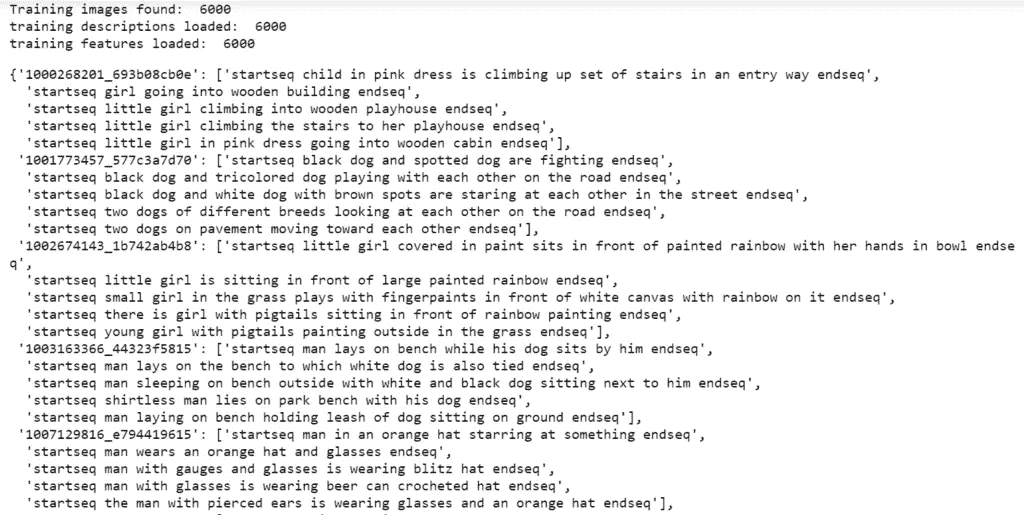 Training images found:  6000
training descriptions loaded:  6000
training features loaded:  6000
{'1000268201_693b08cb0e': ['startseq child in pink dress is climbing up set of stairs in an entry way endseq',
'startseq girl going into wooden building endseq',
'startseq little girl climbing into wooden playhouse endseq',
'startseq little girl climbing the stairs to her playhouse endseq',
'startseq little girl in pink dress going into wooden cabin endseq'],
'1001773457_577c3a7d70': ['startseq black dog and spotted dog are fighting endseq',
'startseq black dog and tricolored dog playing with each other on the road endseq',
'startseq black dog and white dog with brown spots are staring at each other in the street endseq',
'startseq two dogs of different breeds looking at each other on the road endseq',
'startseq two dogs on pavement moving toward each other endseq'],
'1002674143_1b742ab4b8': ['startseq little girl covered in paint sits in front of painted rainbow with her hands in bowl endse
q',
'startseq little girl is sitting in front of large painted rainbow endseq',
'startseq small girl in the grass plays with fingerpaints in front of white canvas with rainbow on it endseq',
'startseq there is girl with pigtails sitting in front of rainbow painting endseq',
'startseq young girl with pigtails painting outside in the grass endseq'],
'1003163366_44323f5815': ['startseq man lays on bench while his dog sits by him endseq',
'startseq man lays on the bench to which white dog is also tied endseq',
'startseq man sleeping on bench outside with white and black dog sitting next to him endseq',
'startseq shirtless man lies on park bench with his dog endseq',
'startseq man laying on bench holding leash of dog sitting on ground endseq'],
'1007129816_e794419615': ['startseq man in an orange hat starring at something endseq',
'startseq man wears an orange hat and glasses endseq',
'startseq man with gauges and glasses is wearing blitz hat endseq',
'startseq man with glasses is wearing beer can crocheted hat endseq',
'startseq the man with pierced ears is wearing glasses and an orange hat endseq'],